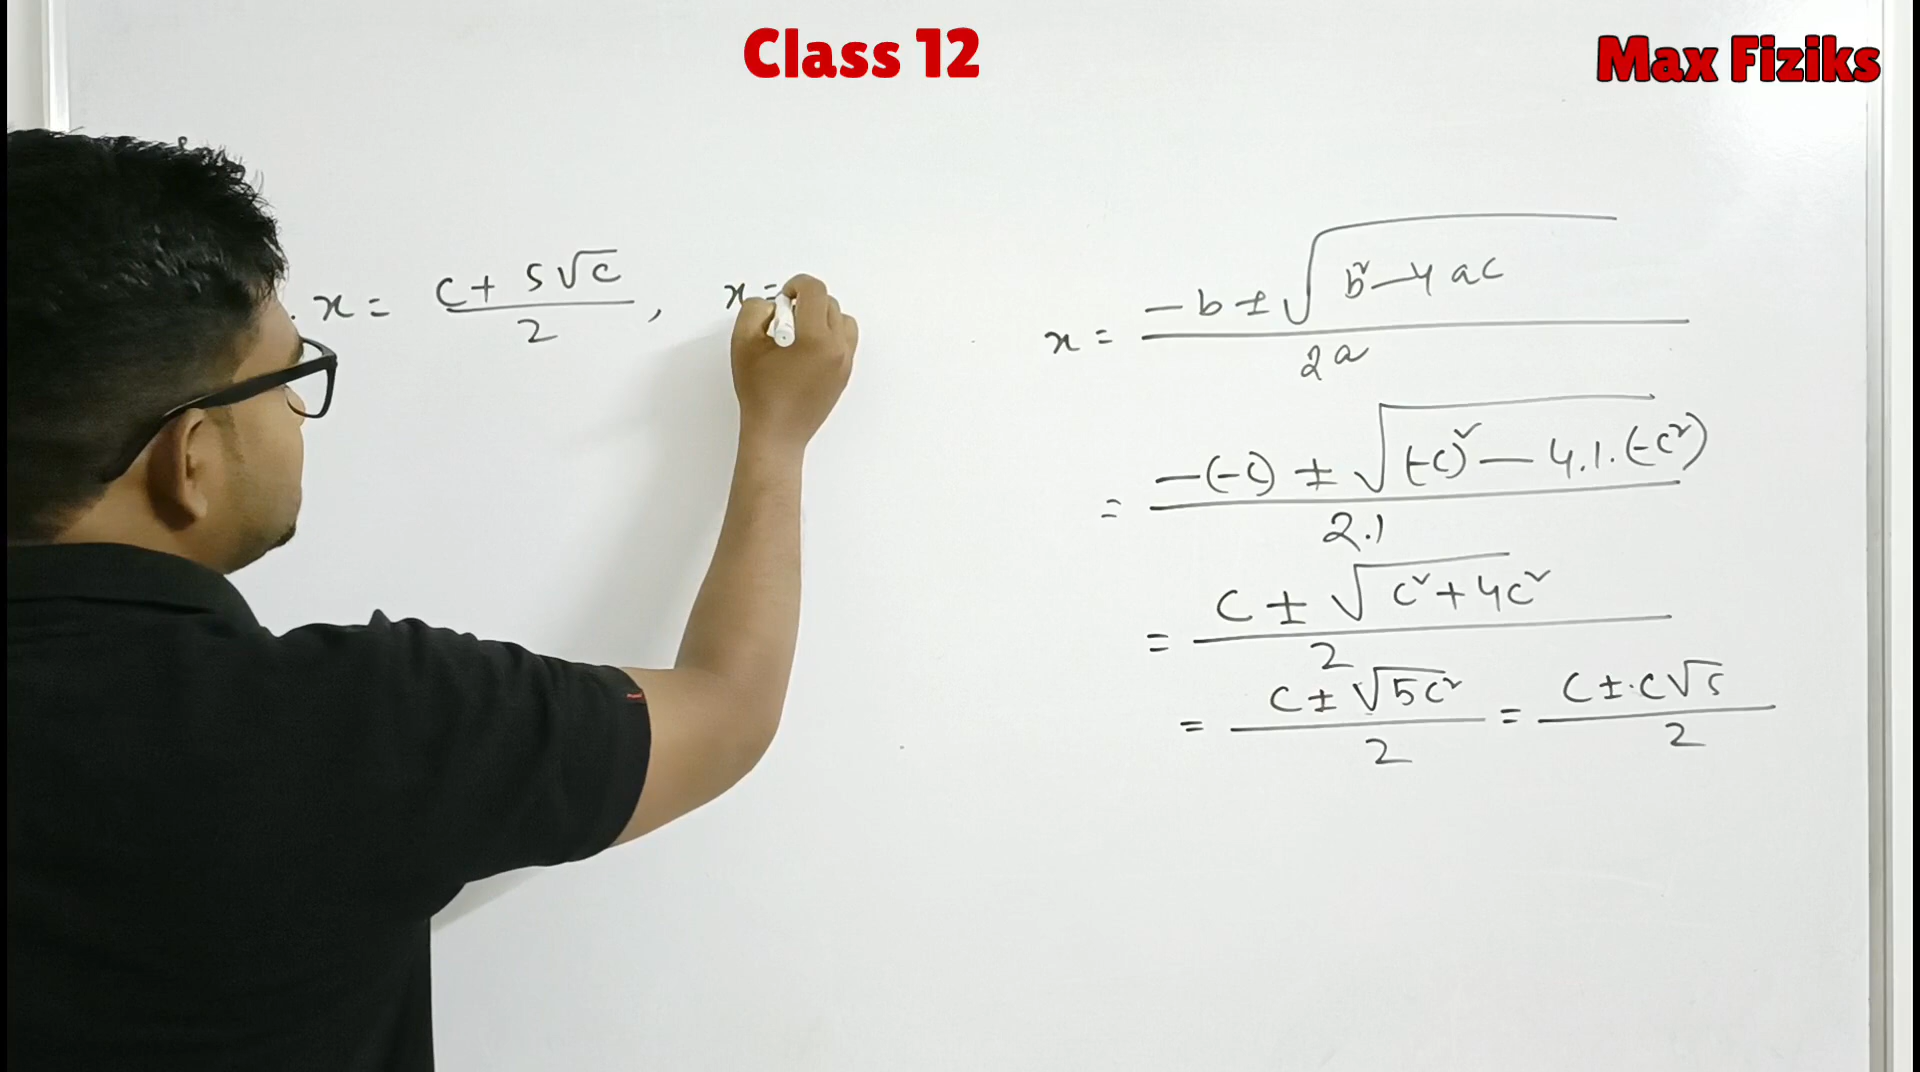 Class 12
Max Fiziks
∴ x = (c + 5√c)/2 , x =
x = (-b ± √(b² - 4ac))/2a
= (-(-c) ± √((-c)² - 4.1.(-c²)))/2.1
= (c ± √(c² + 4c²))/2
= (c ± √(5c²))/2 = (c ± c√5)/2